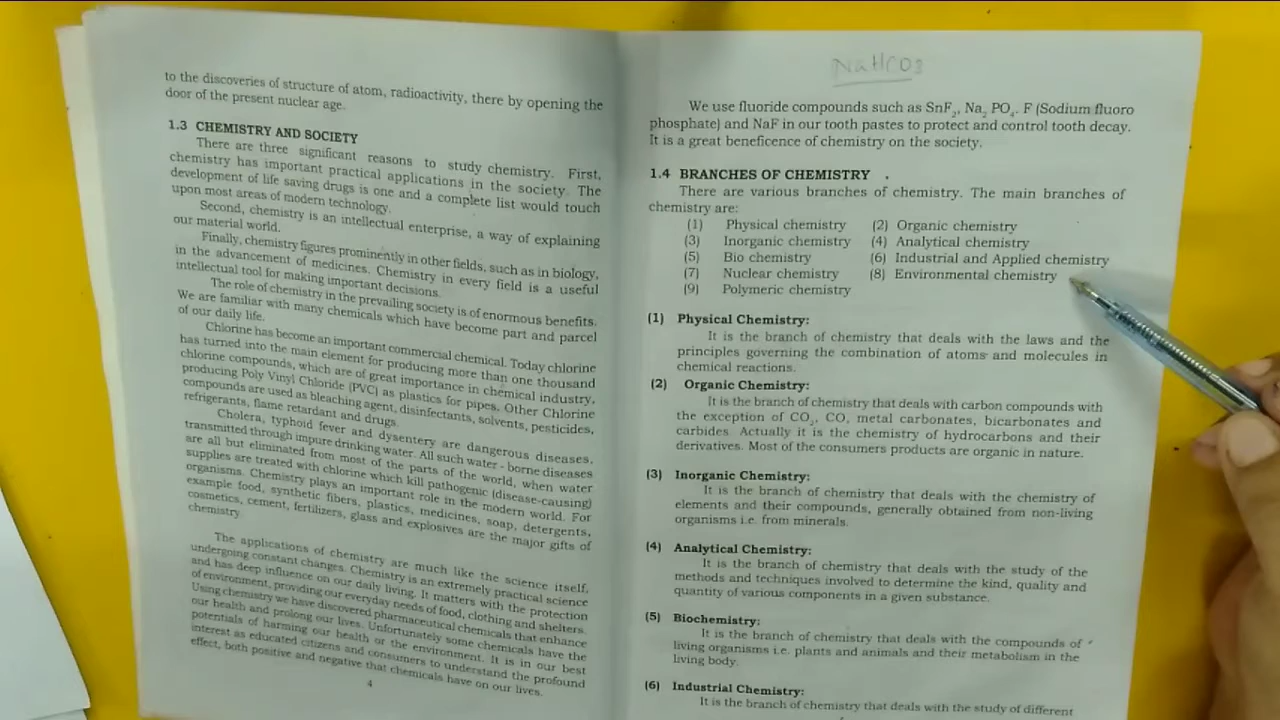 to the discoveries of structure of atom, radioactivity, there by opening the
door of the present nuclear age.
1.3 CHEMISTRY AND SOCIETY
There are three significant reasons to study chemistry. First,
chemistry has important practical applications in the society. The
development of life saving drugs is one and a complete list would touch
upon most areas of modern technology.
Second, chemistry is an intellectual enterprise, a way of explaining
our material world.
Finally, chemistry figures prominently in other fields, such as in biology,
in the advancement of medicines. Chemistry in every field is a useful
intellectual tool for making important decisions.
The role of chemistry in the prevailing society is of enormous benefits.
We are familiar with many chemicals which have become part and parcel
of our daily life.
Chlorine has become an important commercial chemical. Today chlorine
has turned into the main element for producing more than one thousand
chlorine compounds, which are of great importance in chemical industry,
producing Poly Vinyl Chloride (PVC) as plastics for pipes. Other Chlorine
compounds are used as bleaching agent, disinfectants, solvents, pesticides,
refrigerants, flame retardant and drugs.
Cholera, typhoid fever and dysentery are dangerous diseases,
transmitted through impure drinking water. All such water - borne diseases
are all but eliminated from most of the parts of the world, when water
supplies are treated with chlorine which kill pathogenic (disease-causing)
organisms. Chemistry plays an important role in the modern world. For
example food, synthetic fibers, plastics, medicines, soap, detergents,
cosmetics, cement, fertilizers, glass and explosives are the major gifts of
chemistry.
The applications of chemistry are much like the science itself,
undergoing constant changes. Chemistry is an extremely practical science
and has deep influence on our daily living. It matters with the protection
of environment, providing our everyday needs of food, clothing and shelters.
Using chemistry we have discovered pharmaceutical chemicals that enhance
our health and prolong our lives. Unfortunately some chemicals have the
potentials of harming our health or the environment. It is in our best
interest as educated citizens and consumers to understand the profound
effect, both positive and negative that chemicals have on our lives.
4
NaHCO3
We use fluoride compounds such as SnF2, Na2 PO4. F (Sodium fluoro
phosphate) and NaF in our tooth pastes to protect and control tooth decay.
It is a great beneficence of chemistry on the society.
1.4 BRANCHES OF CHEMISTRY
There are various branches of chemistry. The main branches of
chemistry are:
(1) Physical chemistry (2) Organic chemistry
(3) Inorganic chemistry (4) Analytical chemistry
(5) Bio chemistry (6) Industrial and Applied chemistry
(7) Nuclear chemistry (8) Environmental chemistry
(9) Polymeric chemistry
(1) Physical Chemistry:
It is the branch of chemistry that deals with the laws and the
principles governing the combination of atoms and molecules in
chemical reactions.
(2) Organic Chemistry:
It is the branch of chemistry that deals with carbon compounds with
the exception of CO2, CO, metal carbonates, bicarbonates and
carbides. Actually it is the chemistry of hydrocarbons and their
derivatives. Most of the consumers products are organic in nature.
(3) Inorganic Chemistry:
It is the branch of chemistry that deals with the chemistry of
elements and their compounds, generally obtained from non-living
organisms i.e. from minerals.
(4) Analytical Chemistry:
It is the branch of chemistry that deals with the study of the
methods and techniques involved to determine the kind, quality and
quantity of various components in a given substance.
(5) Biochemistry:
It is the branch of chemistry that deals with the compounds of
living organisms i.e. plants and animals and their metabolism in the
living body.
(6) Industrial Chemistry:
It is the branch of chemistry that deals with the study of different